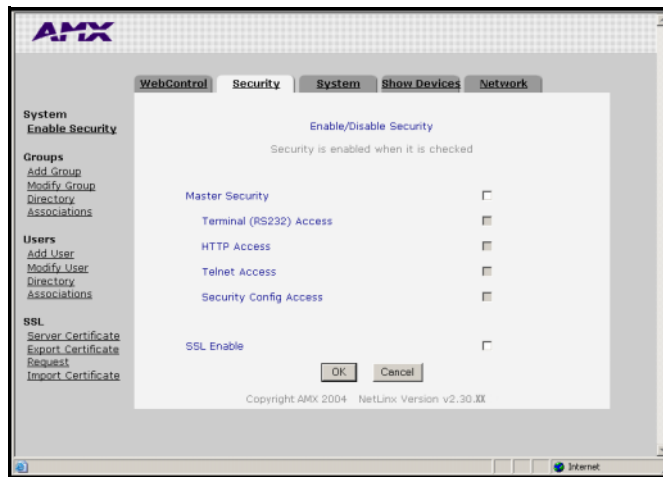 AMX
WebControl Security System Show Devices Network
System
Enable Security
Groups
Add Group
Modify Group
Directory
Associations
Users
Add User
Modify User
Directory
Associations
SSL
Server Certificate
Export Certificate
Request
Import Certificate
Enable/Disable Security
Security is enabled when it is checked
Master Security
Terminal (RS232) Access
HTTP Access
Telnet Access
Security Config Access
SSL Enable
OK Cancel
Copyright AMX 2004 NetLinx Version v2.30.XX
Internet